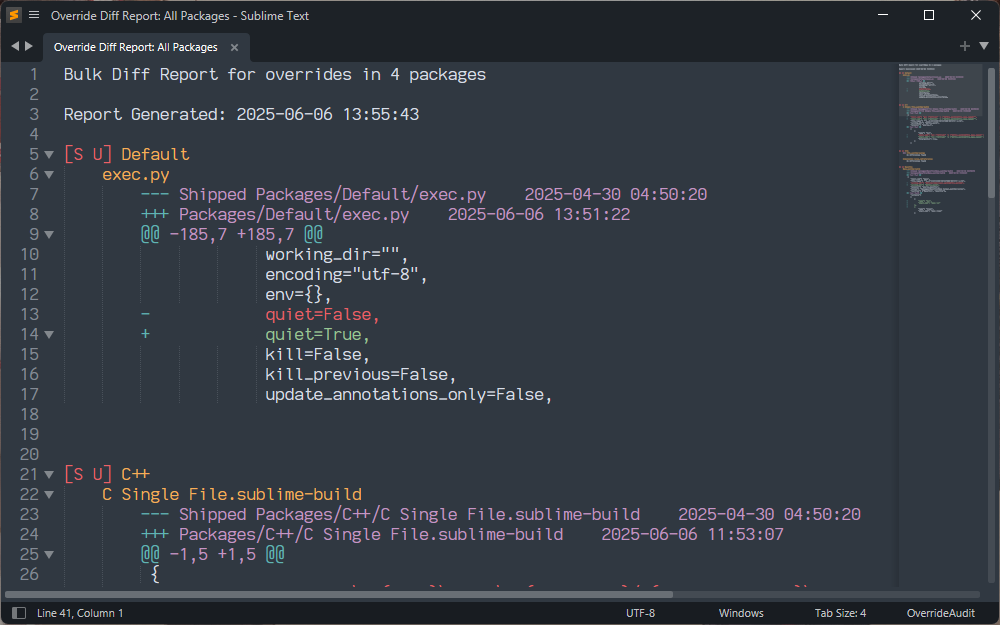 Override Diff Report: All Packages - Sublime Text
Override Diff Report: All Packages
1 Bulk Diff Report for overrides in 4 packages
2
3 Report Generated: 2025-06-06 13:55:43
4
5 [S U] Default
6 exec.py
7 --- Shipped Packages/Default/exec.py 2025-04-30 04:50:20
8 +++ Packages/Default/exec.py 2025-06-06 13:51:22
9 @@ -185,7 +185,7 @@
10 working_dir="",
11 encoding="utf-8",
12 env={},
13 - quiet=False,
14 + quiet=True,
15 kill=False,
16 kill_previous=False,
17 update_annotations_only=False,
18
19
20
21 [S U] C++
22 C Single File.sublime-build
23 --- Shipped Packages/C++/C Single File.sublime-build 2025-04-30 04:50:20
24 +++ Packages/C++/C Single File.sublime-build 2025-06-06 11:53:07
25 @@ -1,5 +1,5 @@
26 {
Line 41, Column 1 UTF-8 Windows Tab Size: 4 OverrideAudit